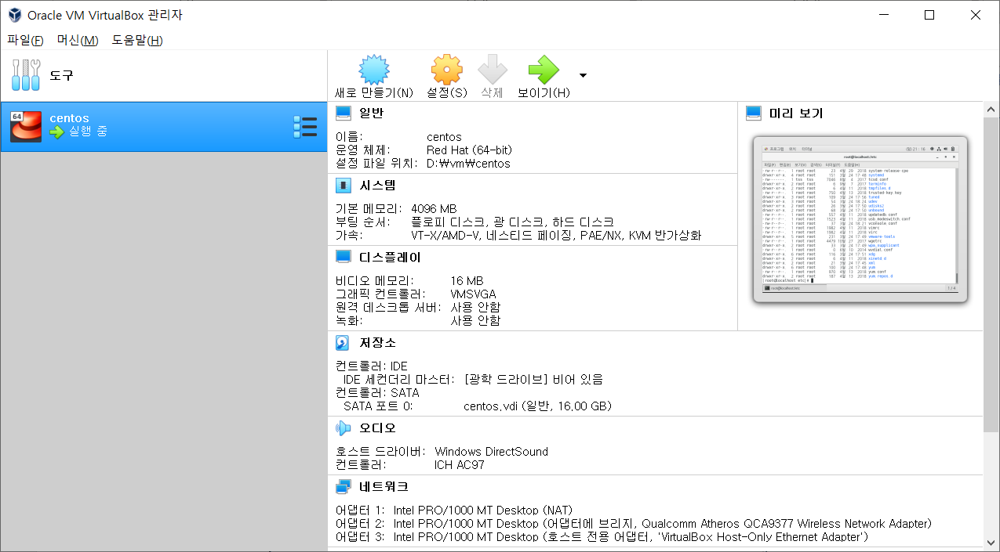 Oracle VM VirtualBox 관리자
파일(F) 머신(M) 도움말(H)
도구
새로 만들기(N) 설정(S) 삭제 보이기(H)
64
centos
실행 중
일반
이름: centos
운영 체제: Red Hat (64-bit)
설정 파일 위치: D:₩vm₩centos
시스템
기본 메모리: 4096 MB
부팅 순서: 플로피 디스크, 광 디스크, 하드 디스크
가속: VT-x/AMD-V, 네스티드 페이징, PAE/NX, KVM 반가상화
디스플레이
비디오 메모리: 16 MB
그래픽 컨트롤러: VMSVGA
원격 데스크톱 서버: 사용 안함
녹화: 사용 안함
미리 보기
프로그램 위치 터미널
root@localhost:/etc
저장소
컨트롤러: IDE
IDE 세컨더리 마스터: [광학 드라이브] 비어 있음
컨트롤러: SATA
SATA 포트 0: centos.vdi (일반, 16.00 GB)
오디오
호스트 드라이버: Windows DirectSound
컨트롤러: ICH AC97
네트워크
어댑터 1: Intel PRO/1000 MT Desktop (NAT)
어댑터 2: Intel PRO/1000 MT Desktop (어댑터에 브리지, Qualcomm Atheros QCA9377 Wireless Network Adapter)
어댑터 3: Intel PRO/1000 MT Desktop (호스트 전용 어댑터, 'VirtualBox Host-Only Ethernet Adapter')